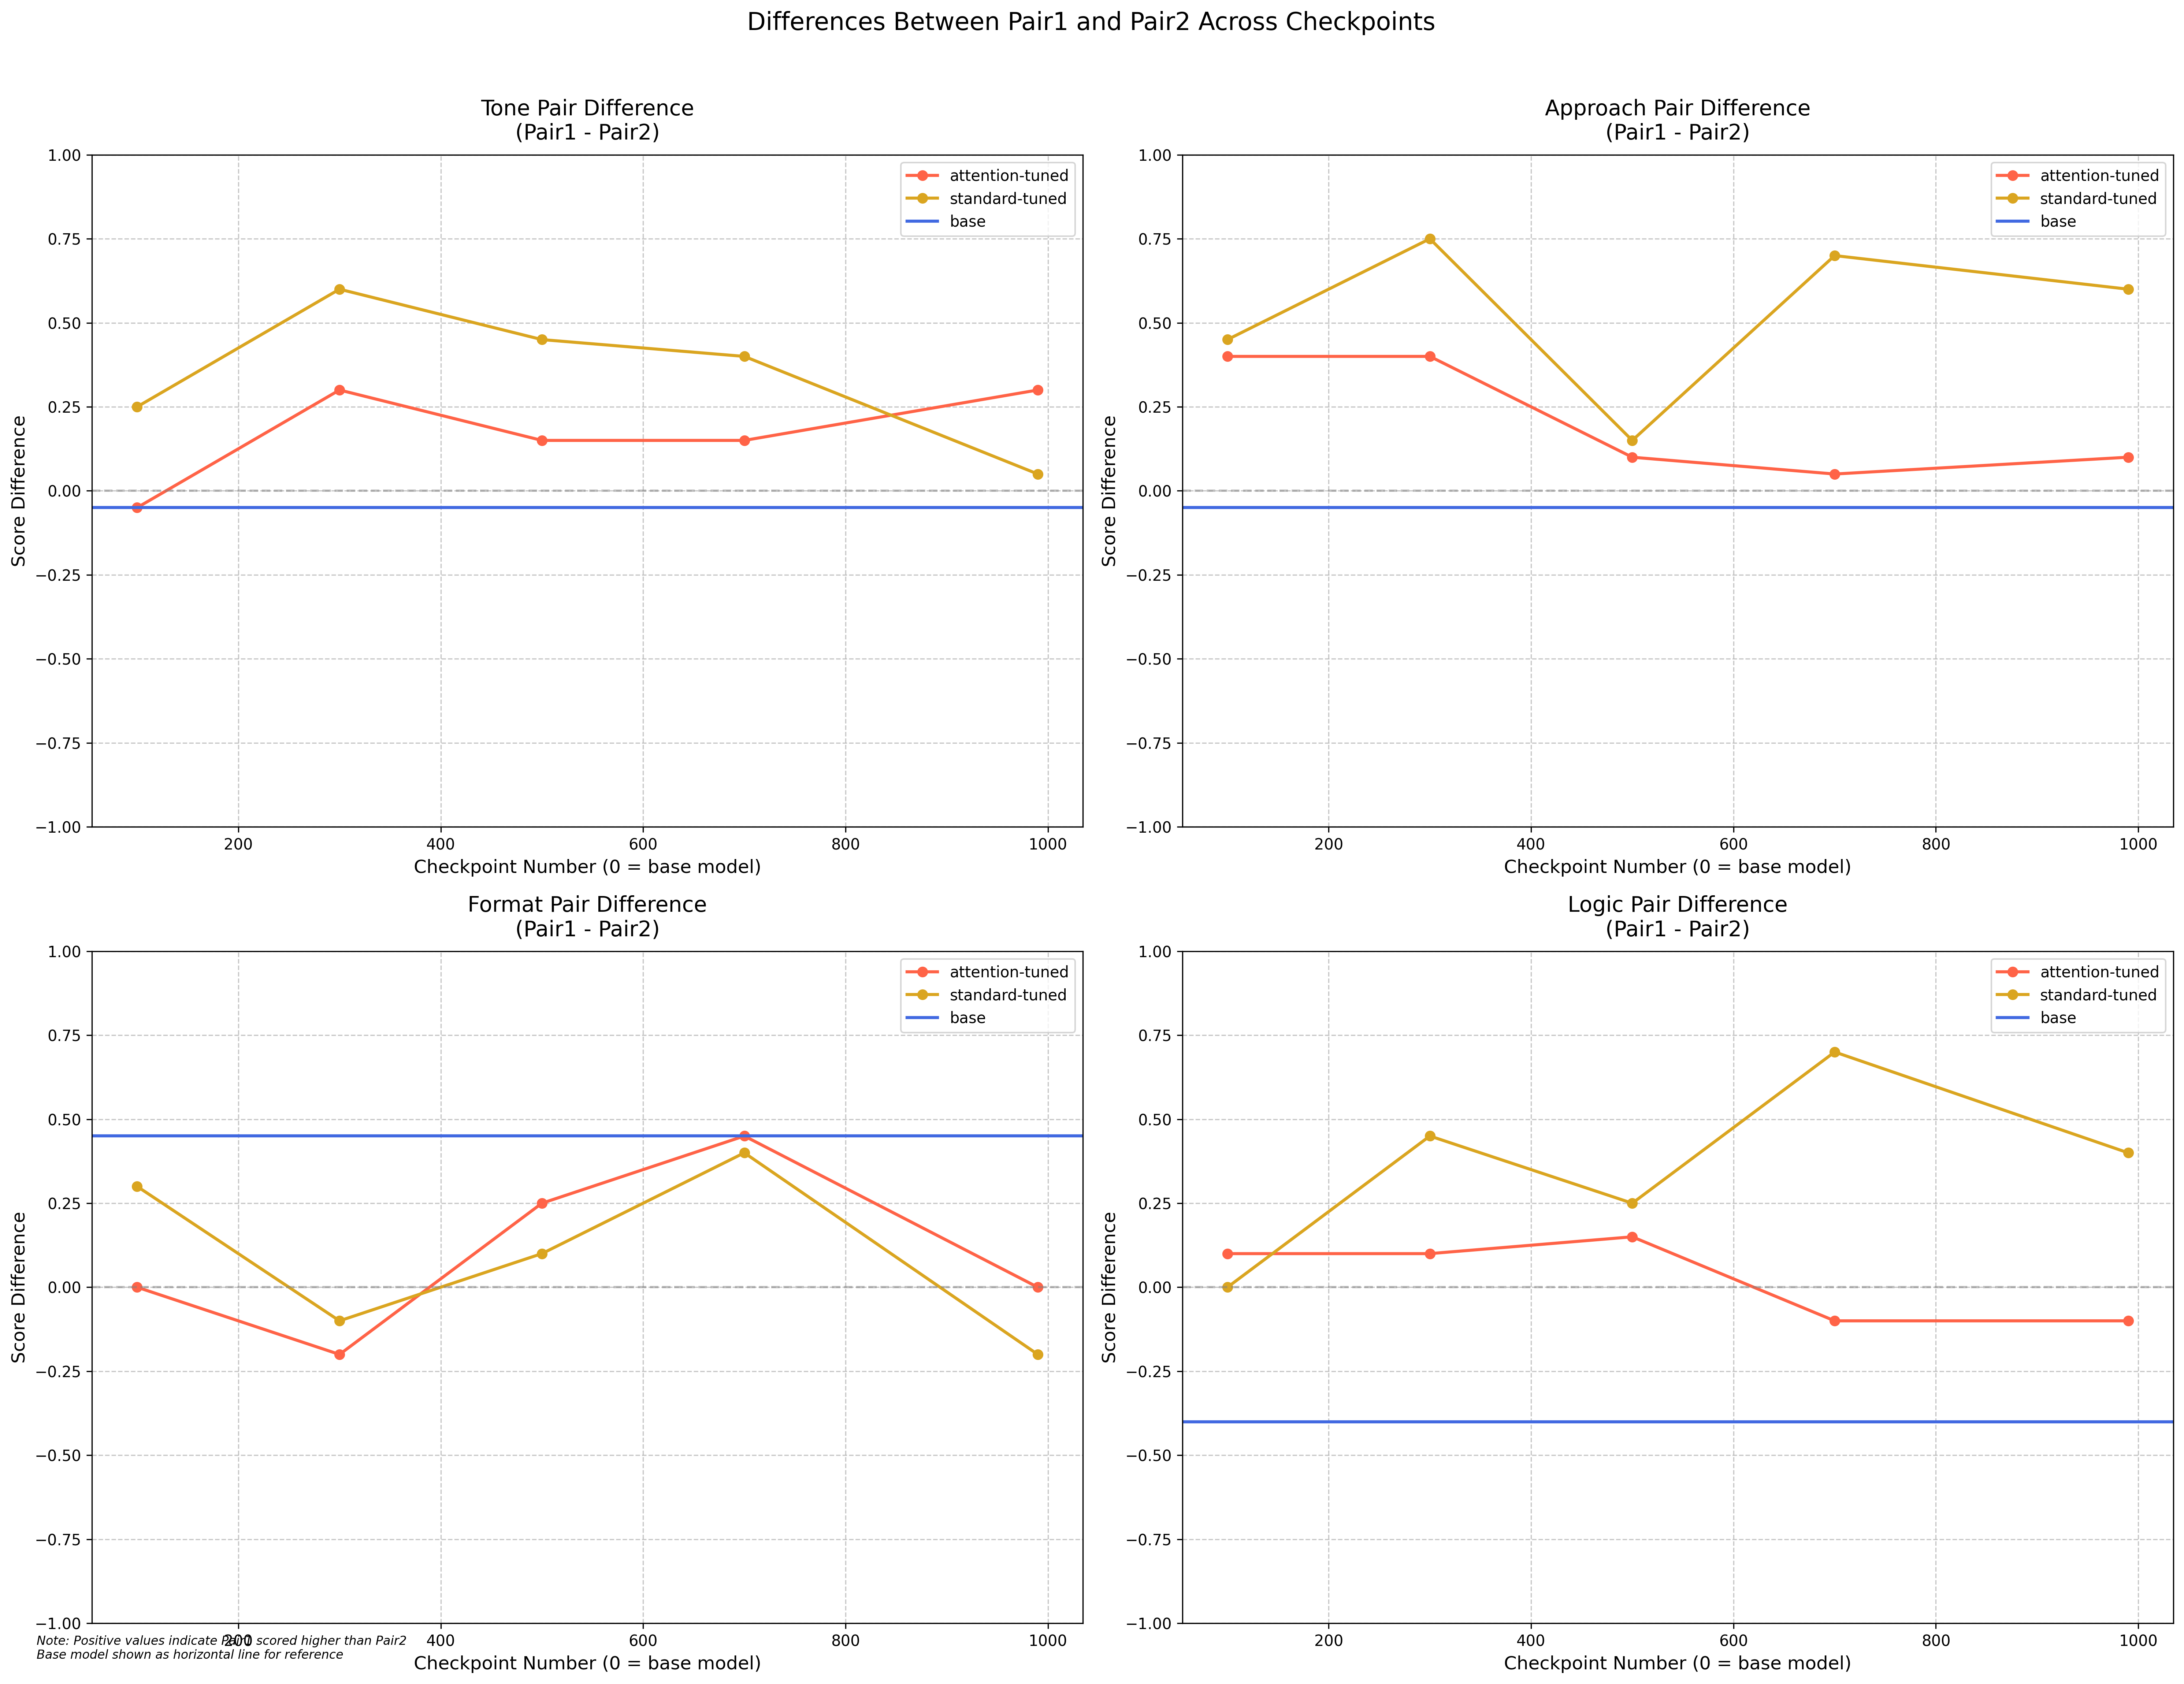 Differences Between Pair1 and Pair2 Across Checkpoints
Tone Pair Difference
(Pair1 - Pair2)
1.00
0.75
0.50
0.25
0.00
−0.25
−0.50
−0.75
−1.00
Score Difference
attention-tuned
standard-tuned
base
200
400
600
800
1000
Checkpoint Number (0 = base model)
Approach Pair Difference
(Pair1 - Pair2)
1.00
0.75
0.50
0.25
0.00
−0.25
−0.50
−0.75
−1.00
Score Difference
attention-tuned
standard-tuned
base
200
400
600
800
1000
Checkpoint Number (0 = base model)
Format Pair Difference
(Pair1 - Pair2)
1.00
0.75
0.50
0.25
0.00
−0.25
−0.50
−0.75
−1.00
Score Difference
attention-tuned
standard-tuned
base
200
400
600
800
1000
Checkpoint Number (0 = base model)
Logic Pair Difference
(Pair1 - Pair2)
1.00
0.75
0.50
0.25
0.00
−0.25
−0.50
−0.75
−1.00
Score Difference
attention-tuned
standard-tuned
base
200
400
600
800
1000
Checkpoint Number (0 = base model)
Note: Positive values indicate Pair1 scored higher than Pair2
Base model shown as horizontal line for reference